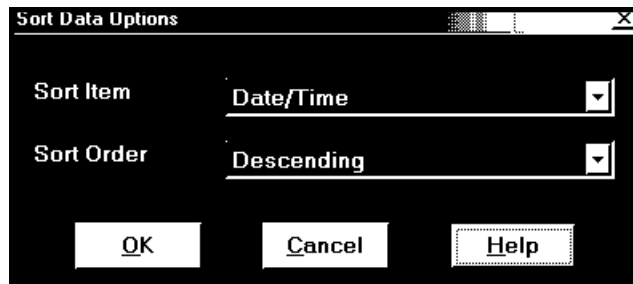 Sort Data Options
Sort Item Date/Time
Sort Order Descending
OK Cancel Help